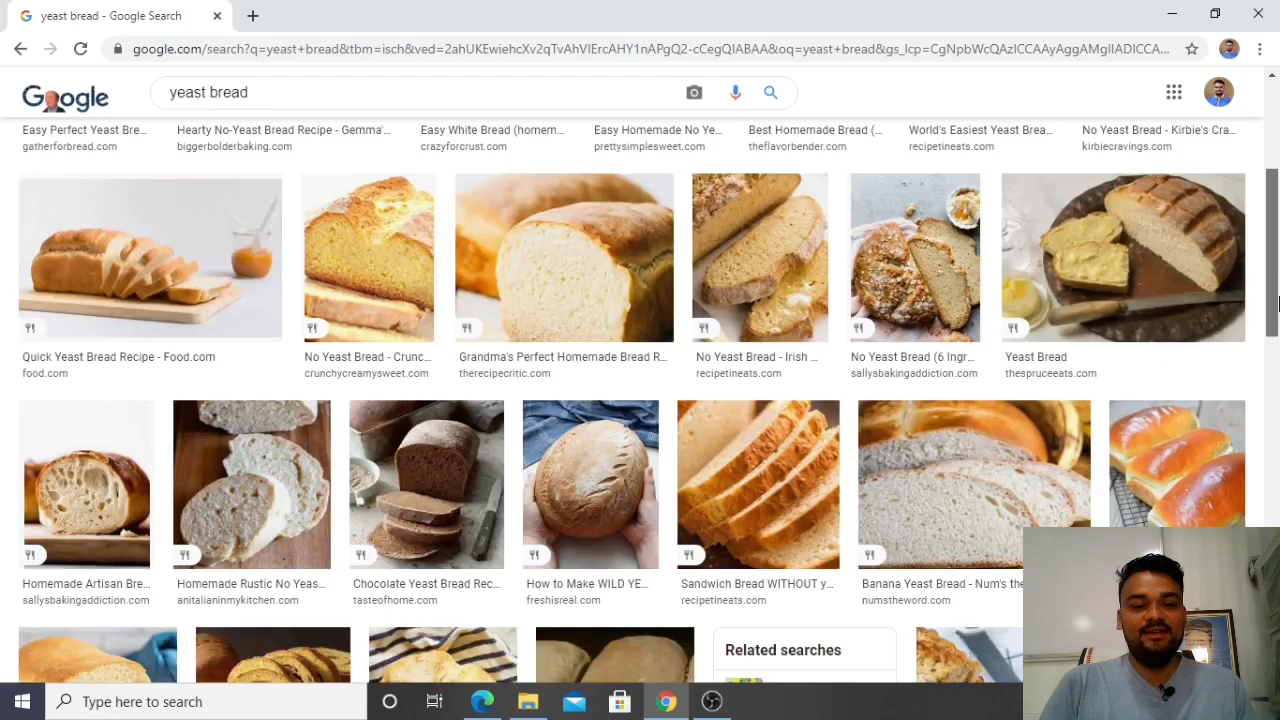 yeast bread - Google Search
google.com/search?q=yeast+bread&tbm=isch&ved=2ahUKEwiehcXv2qTvAhVIErcAHY1nAPgQ2-cCegQIABAA&oq=yeast+bread&gs_lcp=CgNpbWcQAzICCAAyAggAMgIIADICCA...
Google
yeast bread
Easy Perfect Yeast Bre...
gatherforbread.com
Hearty No-Yeast Bread Recipe - Gemma'...
biggerbolderbaking.com
Easy White Bread (homem...
crazyforcrust.com
Easy Homemade No Ye...
prettysimplesweet.com
Best Homemade Bread (...
theflavorbender.com
World's Easiest Yeast Brea...
recipetineats.com
No Yeast Bread - Kirbie's Cra...
kirbiecravings.com
Quick Yeast Bread Recipe - Food.com
food.com
No Yeast Bread - Crunc...
crunchycreamysweet.com
Grandma's Perfect Homemade Bread R...
therecipecritic.com
No Yeast Bread - Irish ...
recipetineats.com
No Yeast Bread (6 Ingr...
sallysbakingaddiction.com
Yeast Bread
thespruceeats.com
Homemade Artisan Bre...
sallysbakingaddiction.com
Homemade Rustic No Yeas...
anitalianinmykitchen.com
Chocolate Yeast Bread Rec...
tasteofhome.com
How to Make WILD YE...
freshisreal.com
Sandwich Bread WITHOUT y...
recipetineats.com
Banana Yeast Bread - Num's the
numstheword.com
Related searches
Type here to search